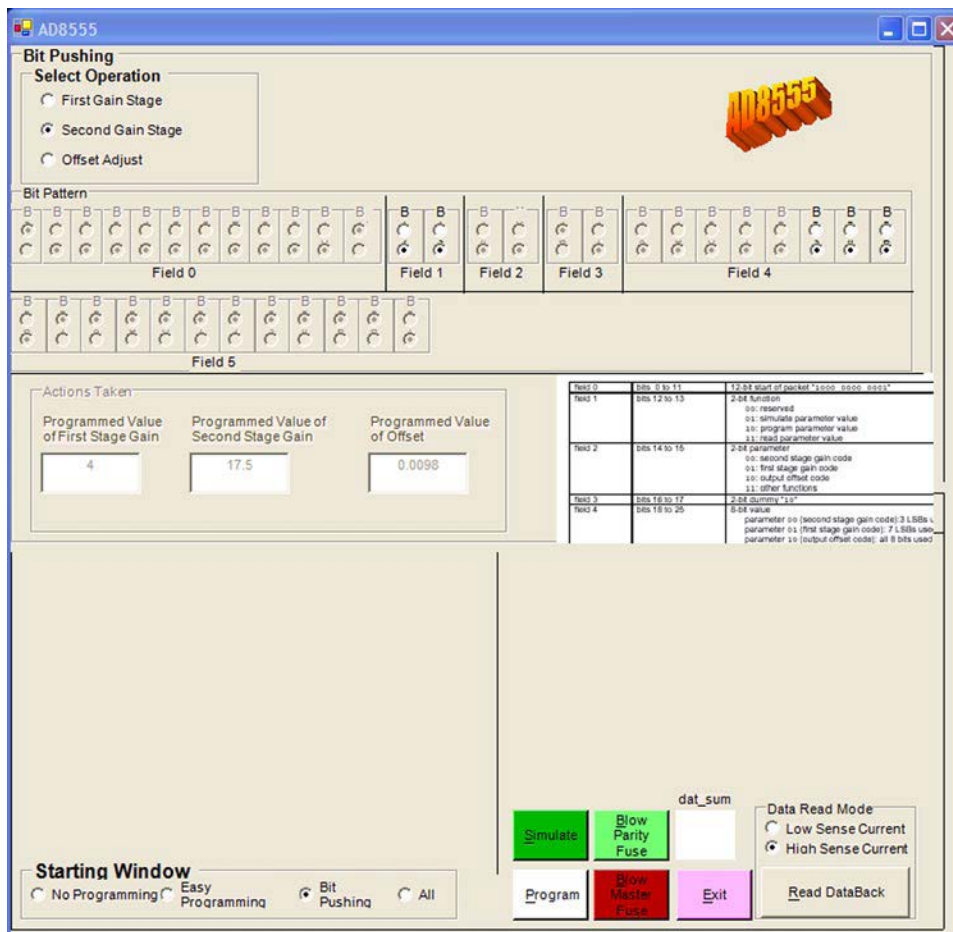 AD8555
Bit Pushing
Select Operation
First Gain Stage
Second Gain Stage
Offset Adjust
AD8555
Bit Pattern
B B B B B B B B B B B B B B B B B B B B B B B B B
Field 0 Field 1 Field 2 Field 3 Field 4
B B B B B B B B B B B B
Field 5
Actions Taken
Programmed Value of First Stage Gain
Programmed Value of Second Stage Gain
Programmed Value of Offset
4 17.5 0.0098
field 0 bits 0 to 11 12-bit start of packet "1000 0000 0001"
field 1 bits 12 to 13 2-bit function
00: reserved
01: simulate parameter value
10: program parameter value
11: read parameter value
field 2 bits 14 to 15 2-bit parameter
00: second stage gain code
01: first stage gain code
10: output offset code
11: other functions
field 3 bits 16 to 17 2-bit dummy "10"
field 4 bits 18 to 25 8-bit value
parameter 00 (second stage gain code):3 LSBs u
parameter 01 (first stage gain code): 7 LSBs used
parameter 10 (output offset code): all 8 bits used
dat_sum
Simulate
Blow Parity Fuse
Data Read Mode
Low Sense Current
High Sense Current
Program
Blow Master Fuse
Exit
Read DataBack
Starting Window
No Programming Easy Programming Bit Pushing All